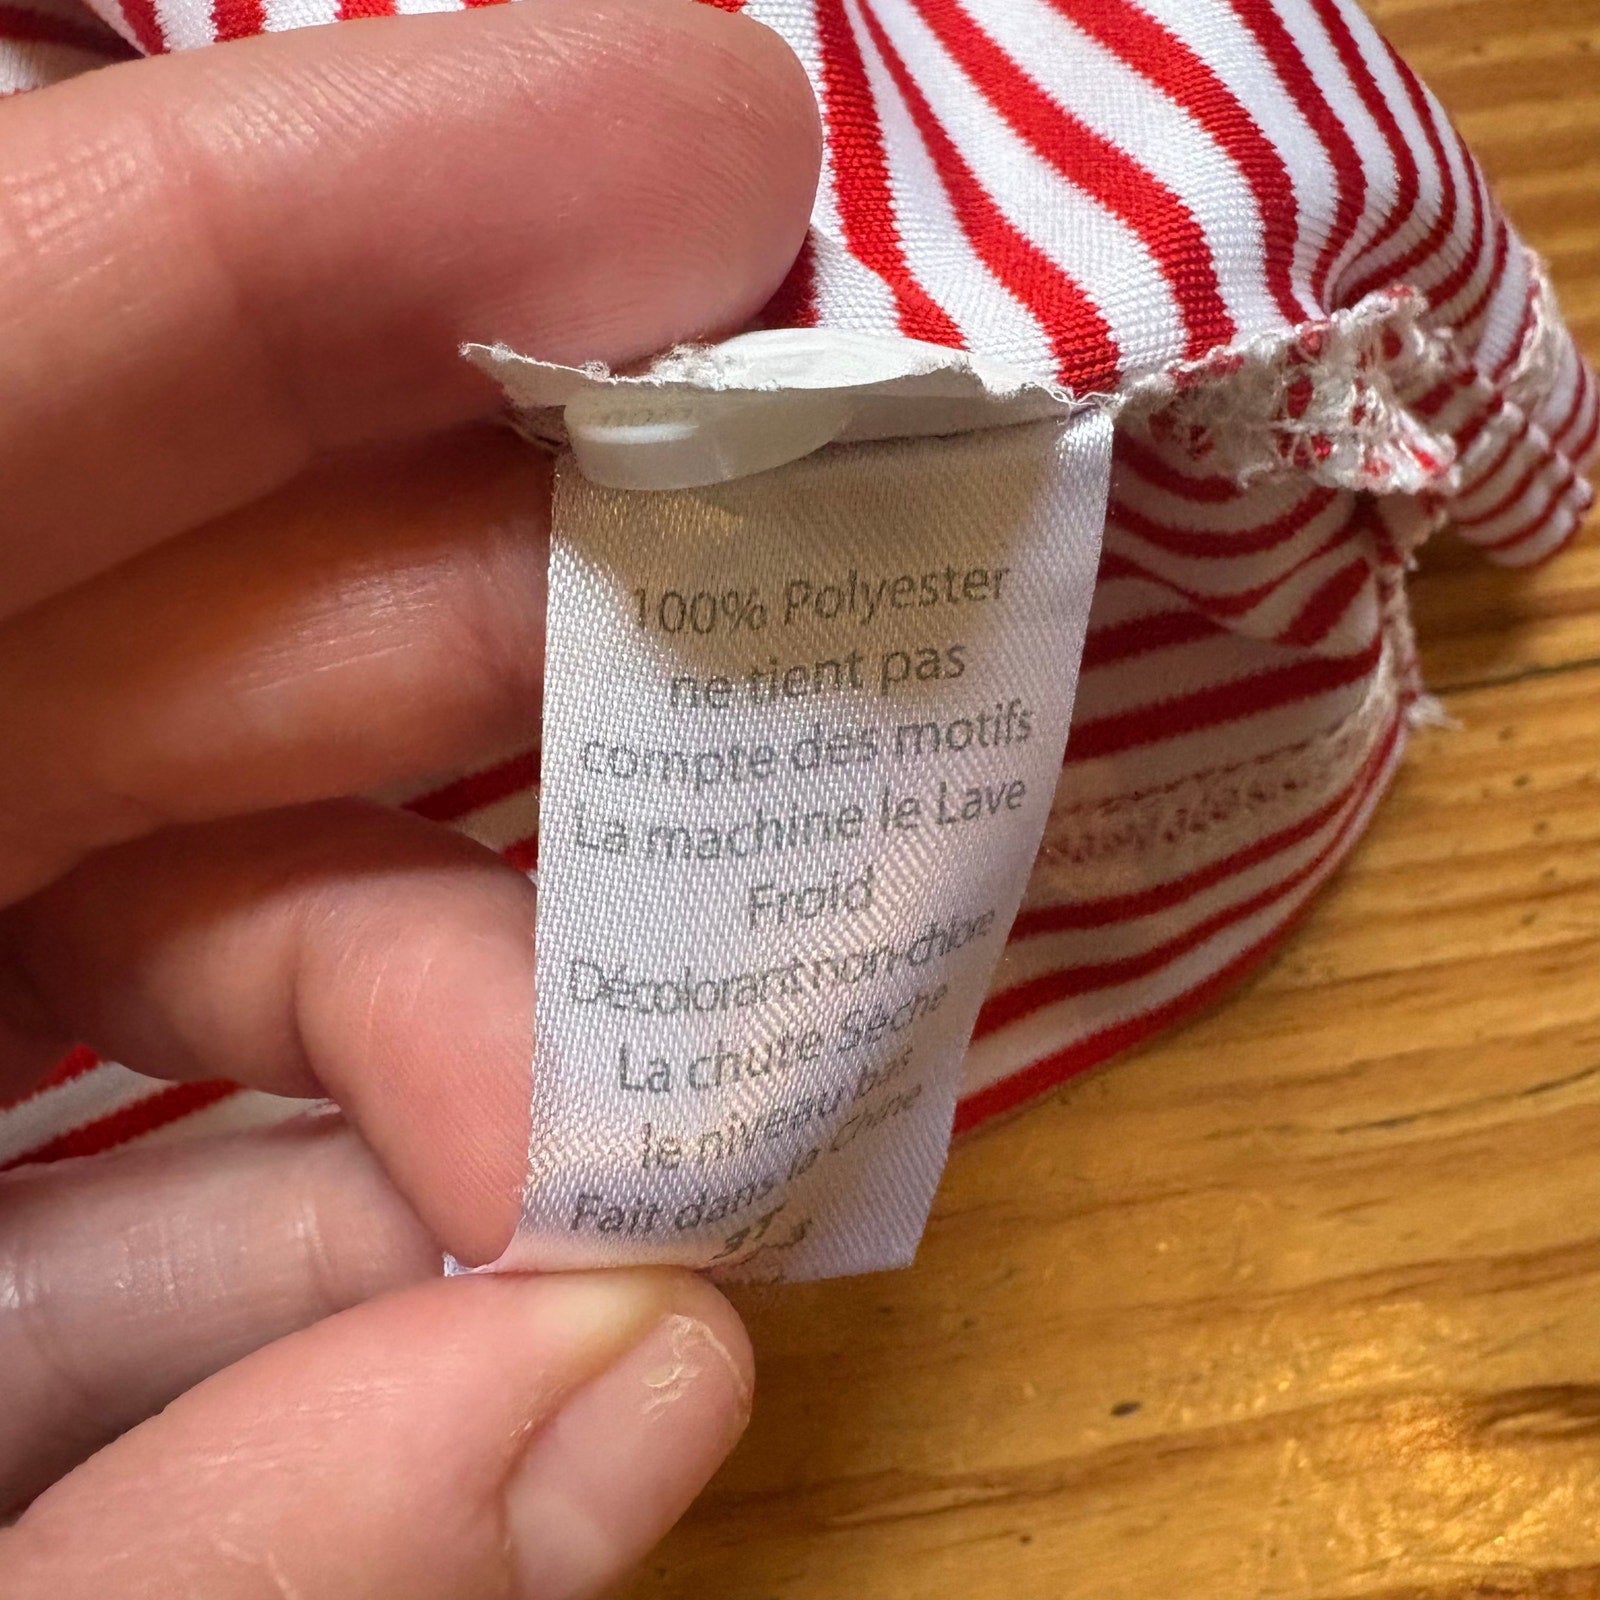 100% Polyester
ne tient pas
compte des motifs
La machine le Lave
Froid
Décolorant non-chlore
La chute Sèche
le niveau bas
Fait dans la Chine